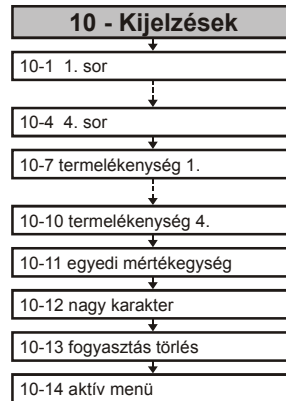 10 - Kijelzések
10-1 1. sor
10-4 4. sor
10-7 termelékenység 1.
10-10 termelékenység 4.
10-11 egyedi mértékegység
10-12 nagy karakter
10-13 fogyasztás törlés
10-14 aktív menü